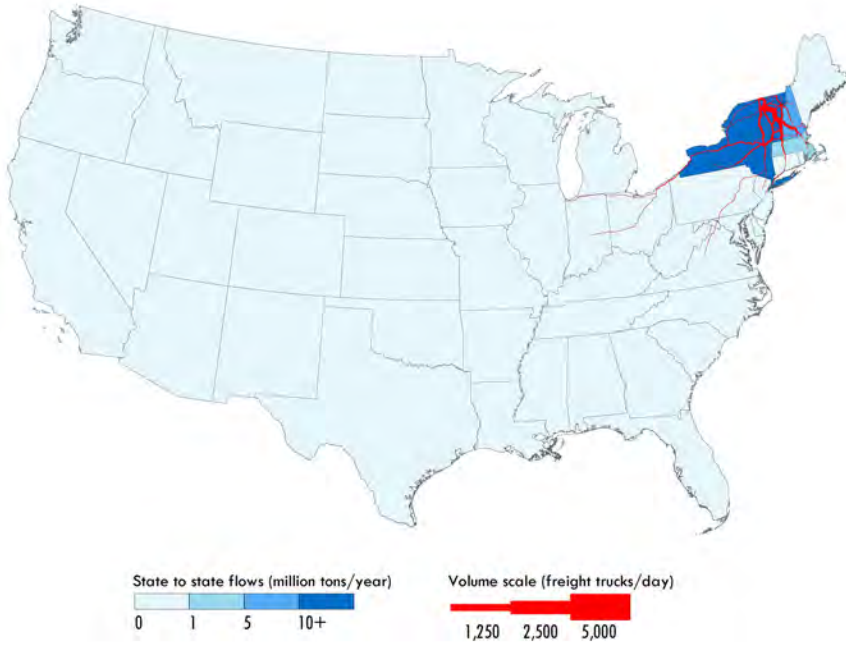 State to state flows (million tons/year)
0 1 5 10+
Volume scale (freight trucks/day)
1,250 2,500 5,000